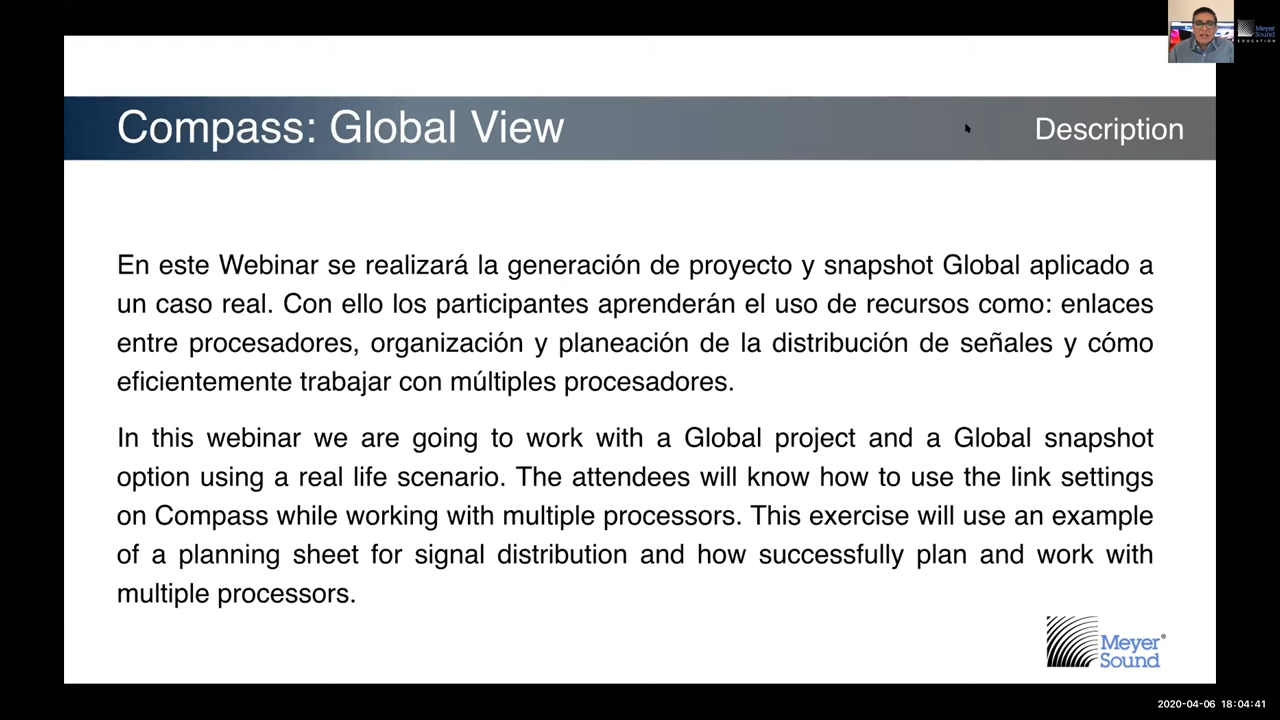 Meyer
Sound
EDUCATION
Compass: Global View
Description
En este Webinar se realizará la generación de proyecto y snapshot Global aplicado a
un caso real. Con ello los participantes aprenderán el uso de recursos como: enlaces
entre procesadores, organización y planeación de la distribución de señales y cómo
eficientemente trabajar con múltiples procesadores.
In this webinar we are going to work with a Global project and a Global snapshot
option using a real life scenario. The attendees will know how to use the link settings
on Compass while working with multiple processors. This exercise will use an example
of a planning sheet for signal distribution and how successfully plan and work with
multiple processors.
Meyer®
Sound
2020-04-06 18:04:41